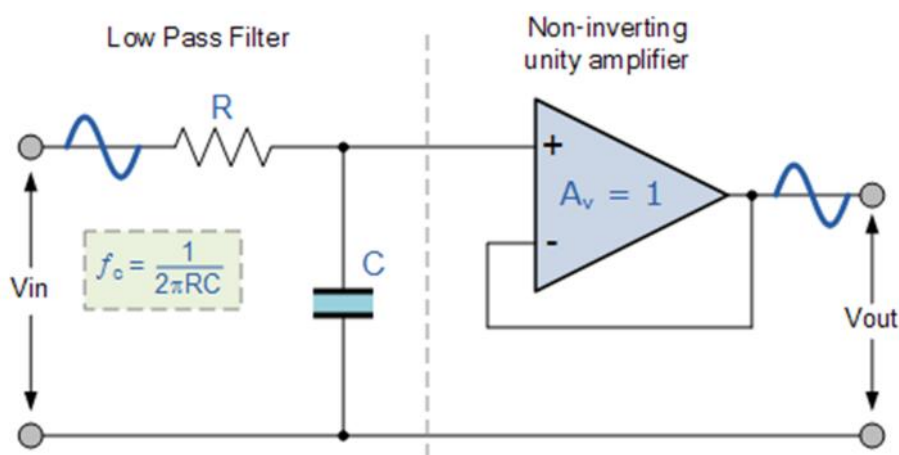 Low Pass Filter
Non-inverting
unity amplifier
R
+
Av = 1
-
fc = 1/2πRC
C
Vin
Vout